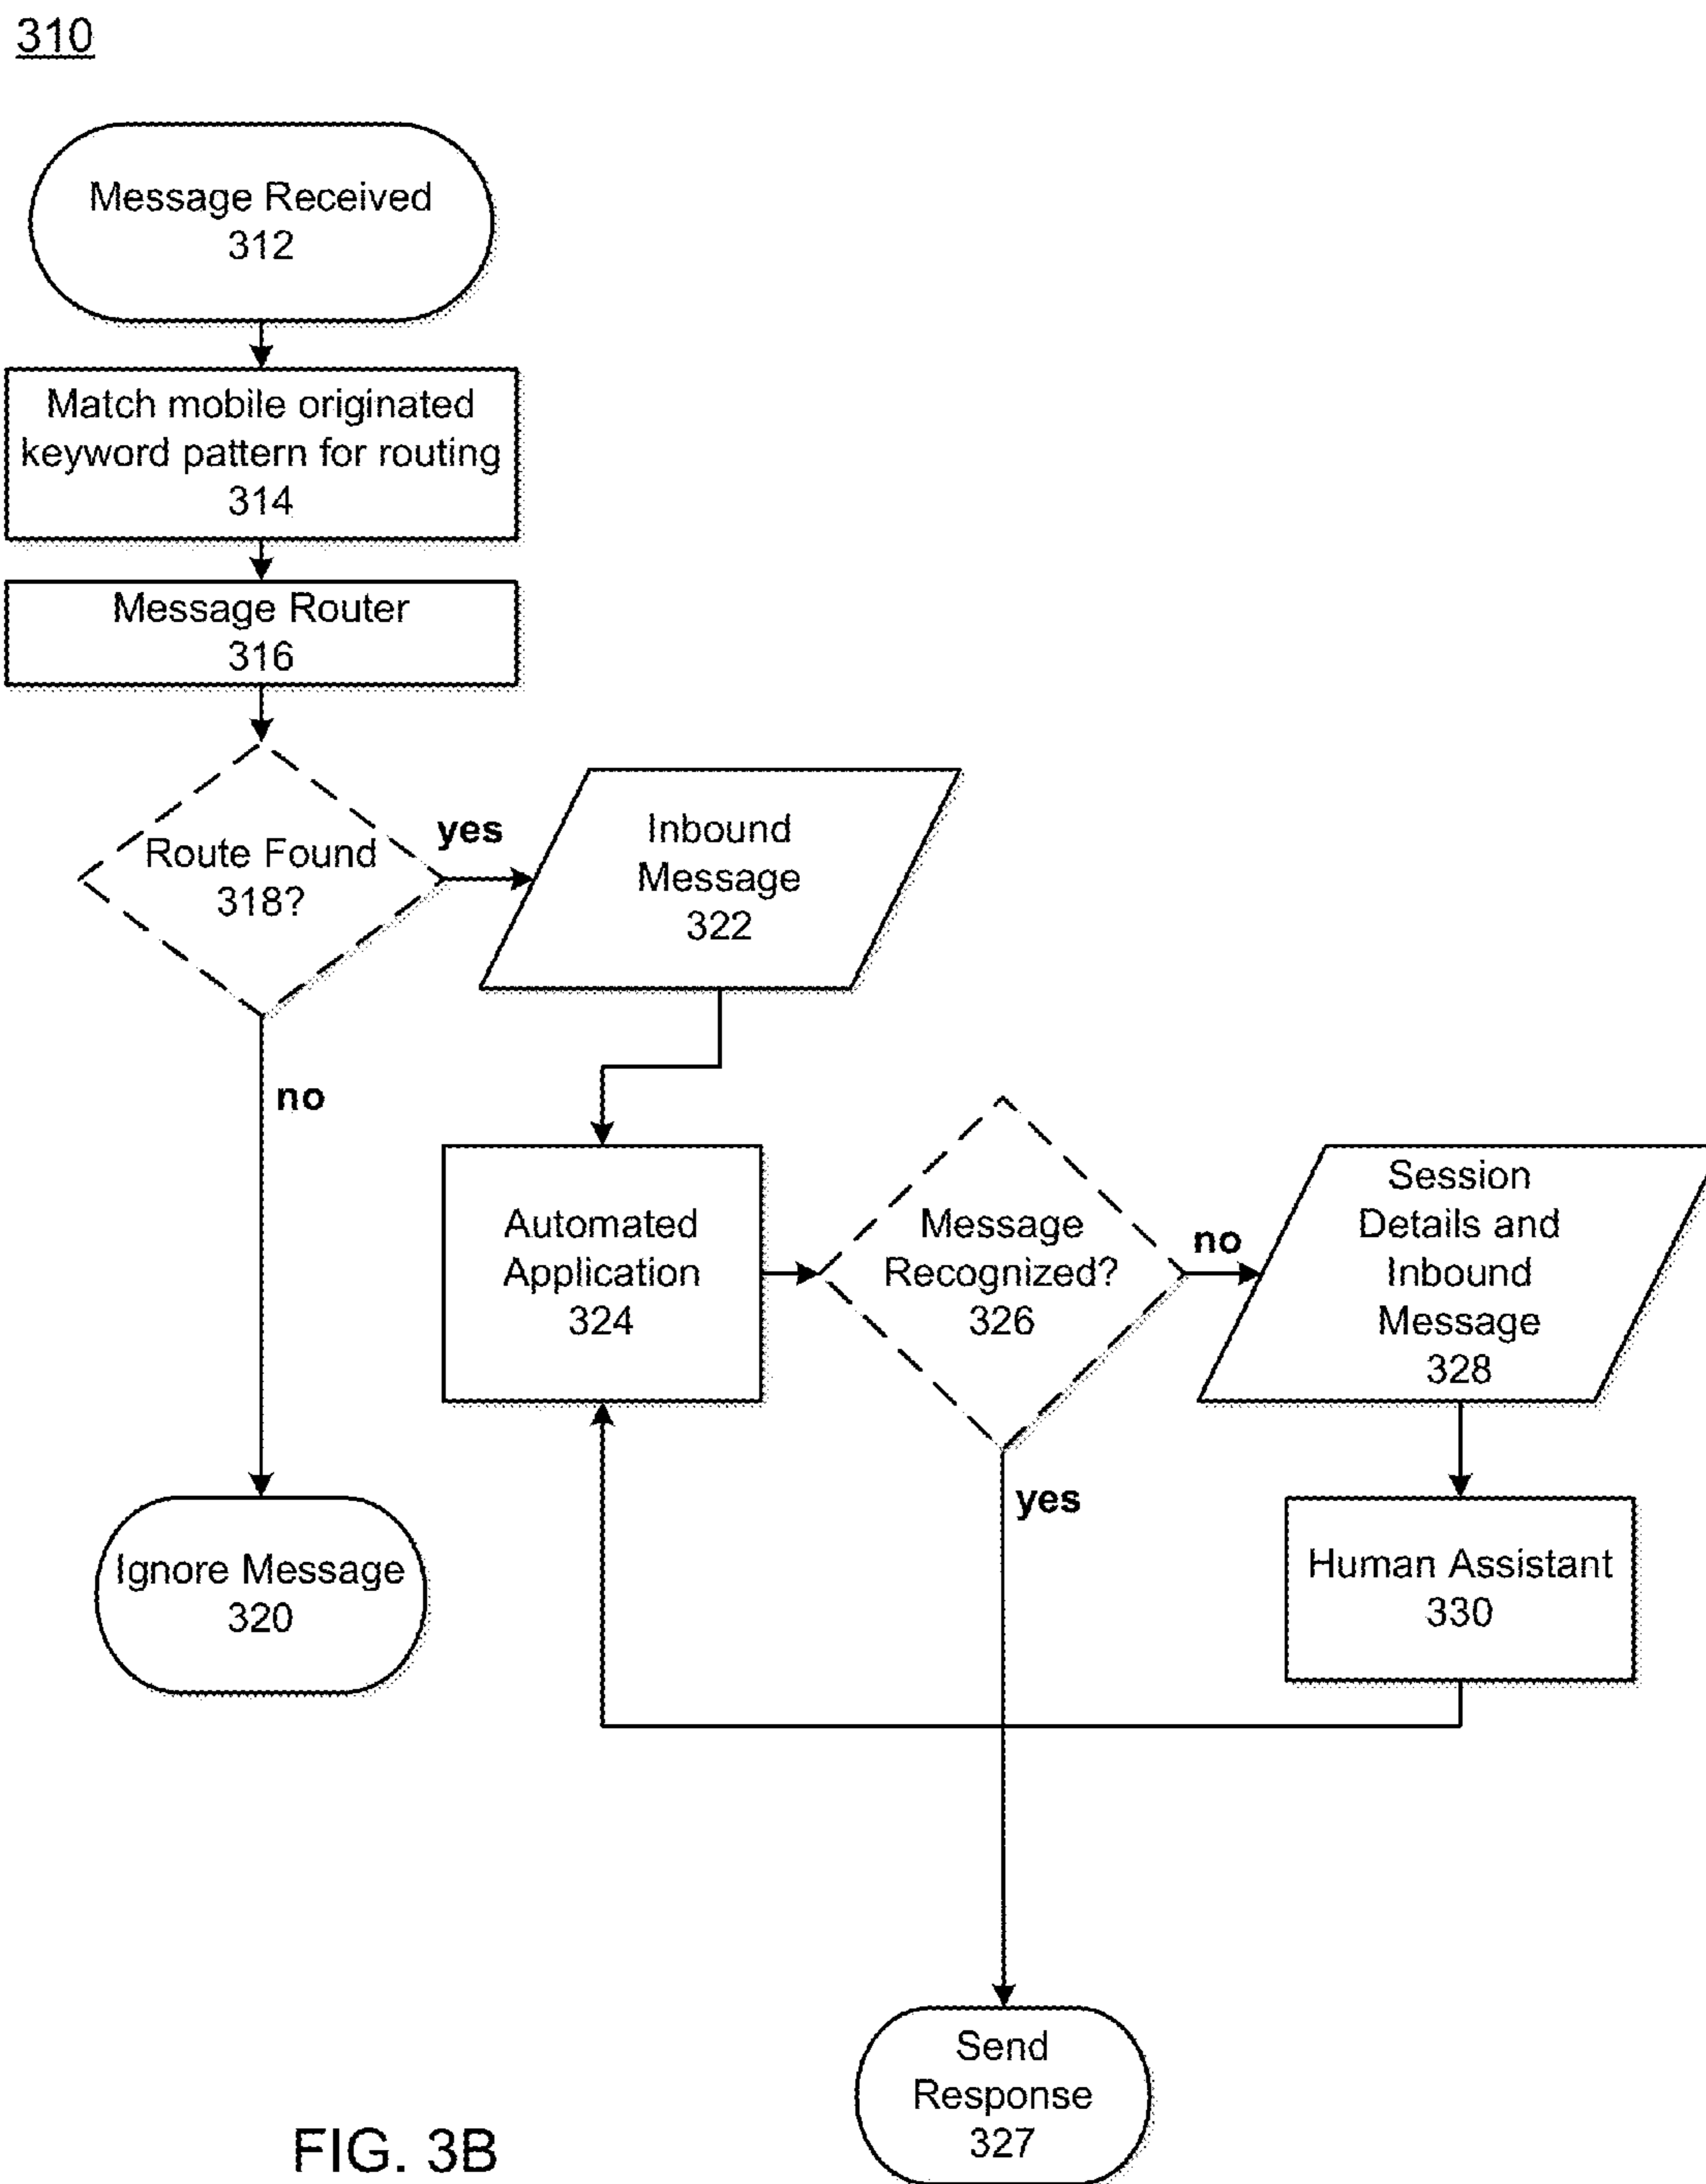 310
Message Received
312
Match mobile originated
keyword pattern for routing
314
Message Router
316
Route Found
318?
yes
Inbound
Message
322
no
Automated
Application
324
Message
Recognized?
326
no
Session
Details and
Inbound
Message
328
yes
Ignore Message
320
Human Assistant
330
Send
Response
327
FIG. 3B